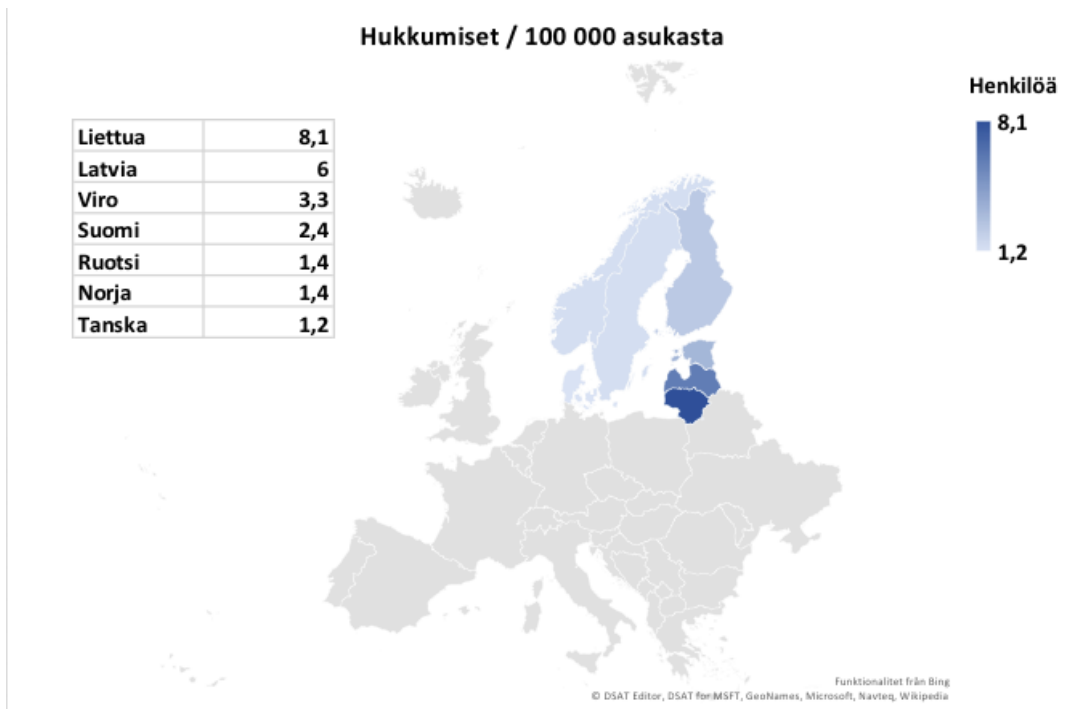 Hukkumiset / 100 000 asukasta
Henkilöä
8,1
1,2
Liettua 8,1
Latvia 6
Viro 3,3
Suomi 2,4
Ruotsi 1,4
Norja 1,4
Tanska 1,2
Funktionalitet från Bing
© DSAT Editor, DSAT for MSFT, GeoNames, Microsoft, Navteq, Wikipedia